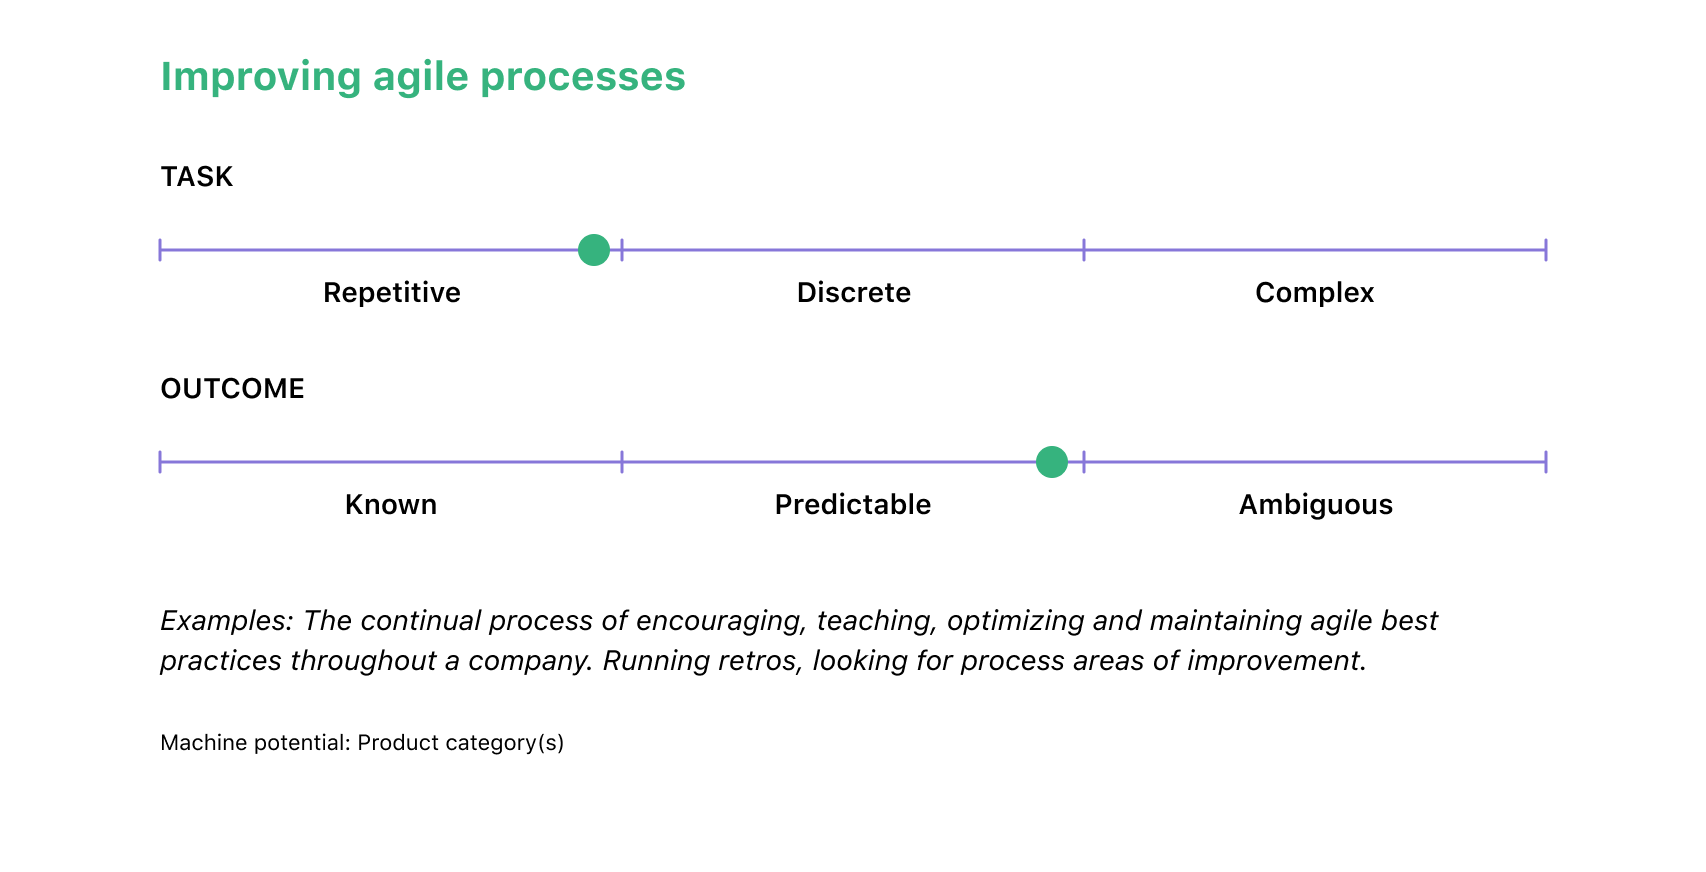 Improving agile processes
TASK
Repetitive
Discrete
Complex
OUTCOME
Known
Predictable
Ambiguous
Examples: The continual process of encouraging, teaching, optimizing and maintaining agile best
practices throughout a company. Running retros, looking for process areas of improvement.
Machine potential: Product category(s)